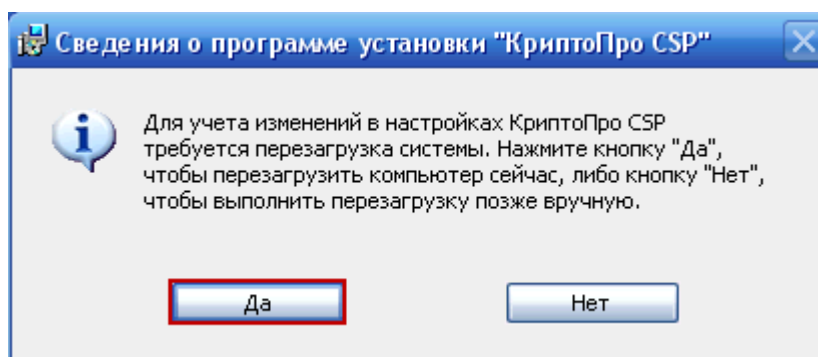 Сведения о программе установки "КриптоПро CSP"
Для учета изменений в настройках КриптоПро CSP
требуется перезагрузка системы. Нажмите кнопку "Да",
чтобы перезагрузить компьютер сейчас, либо кнопку "Нет",
чтобы выполнить перезагрузку позже вручную.
Да
Нет